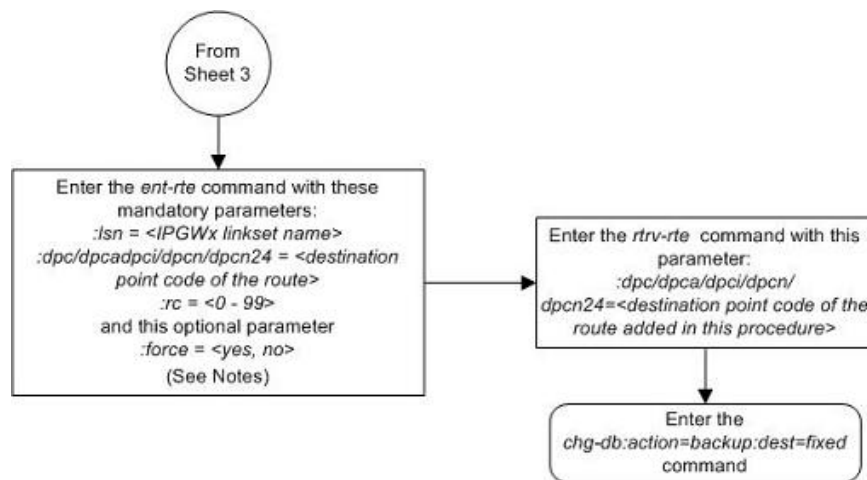 From
Sheet 3
Enter the ent-rte command with these
mandatory parameters:
:lsn = <IPGWx linkset name>
:dpc/dpcadpci/dpcn/dpcn24 = <destination
point code of the route>
:rc = <0 - 99>
and this optional parameter
:force = <yes, no>
(See Notes)
Enter the rtrv-rte command with this
parameter:
:dpc/dpca/dpci/dpcn/
dpcn24=<destination point code of the
route added in this procedure>
Enter the
chg-db:action=backup:dest=fixed
command